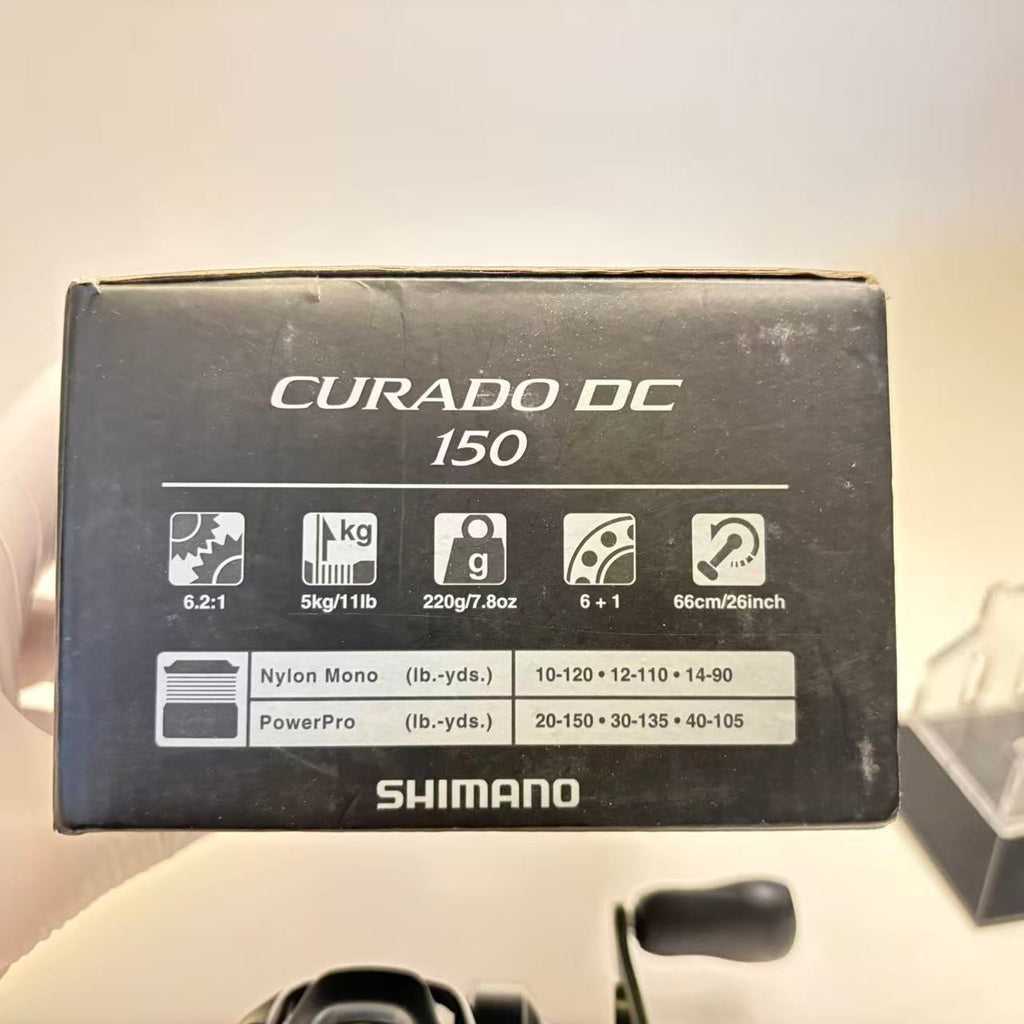 CURADO DC
150
kg
g
6.2:1 5kg/11lb 220g/7.8oz 6 + 1 66cm/26inch
Nylon Mono (lb.-yds.) 10-120 • 12-110 • 14-90
PowerPro (lb.-yds.) 20-150 • 30-135 • 40-105
SHIMANO